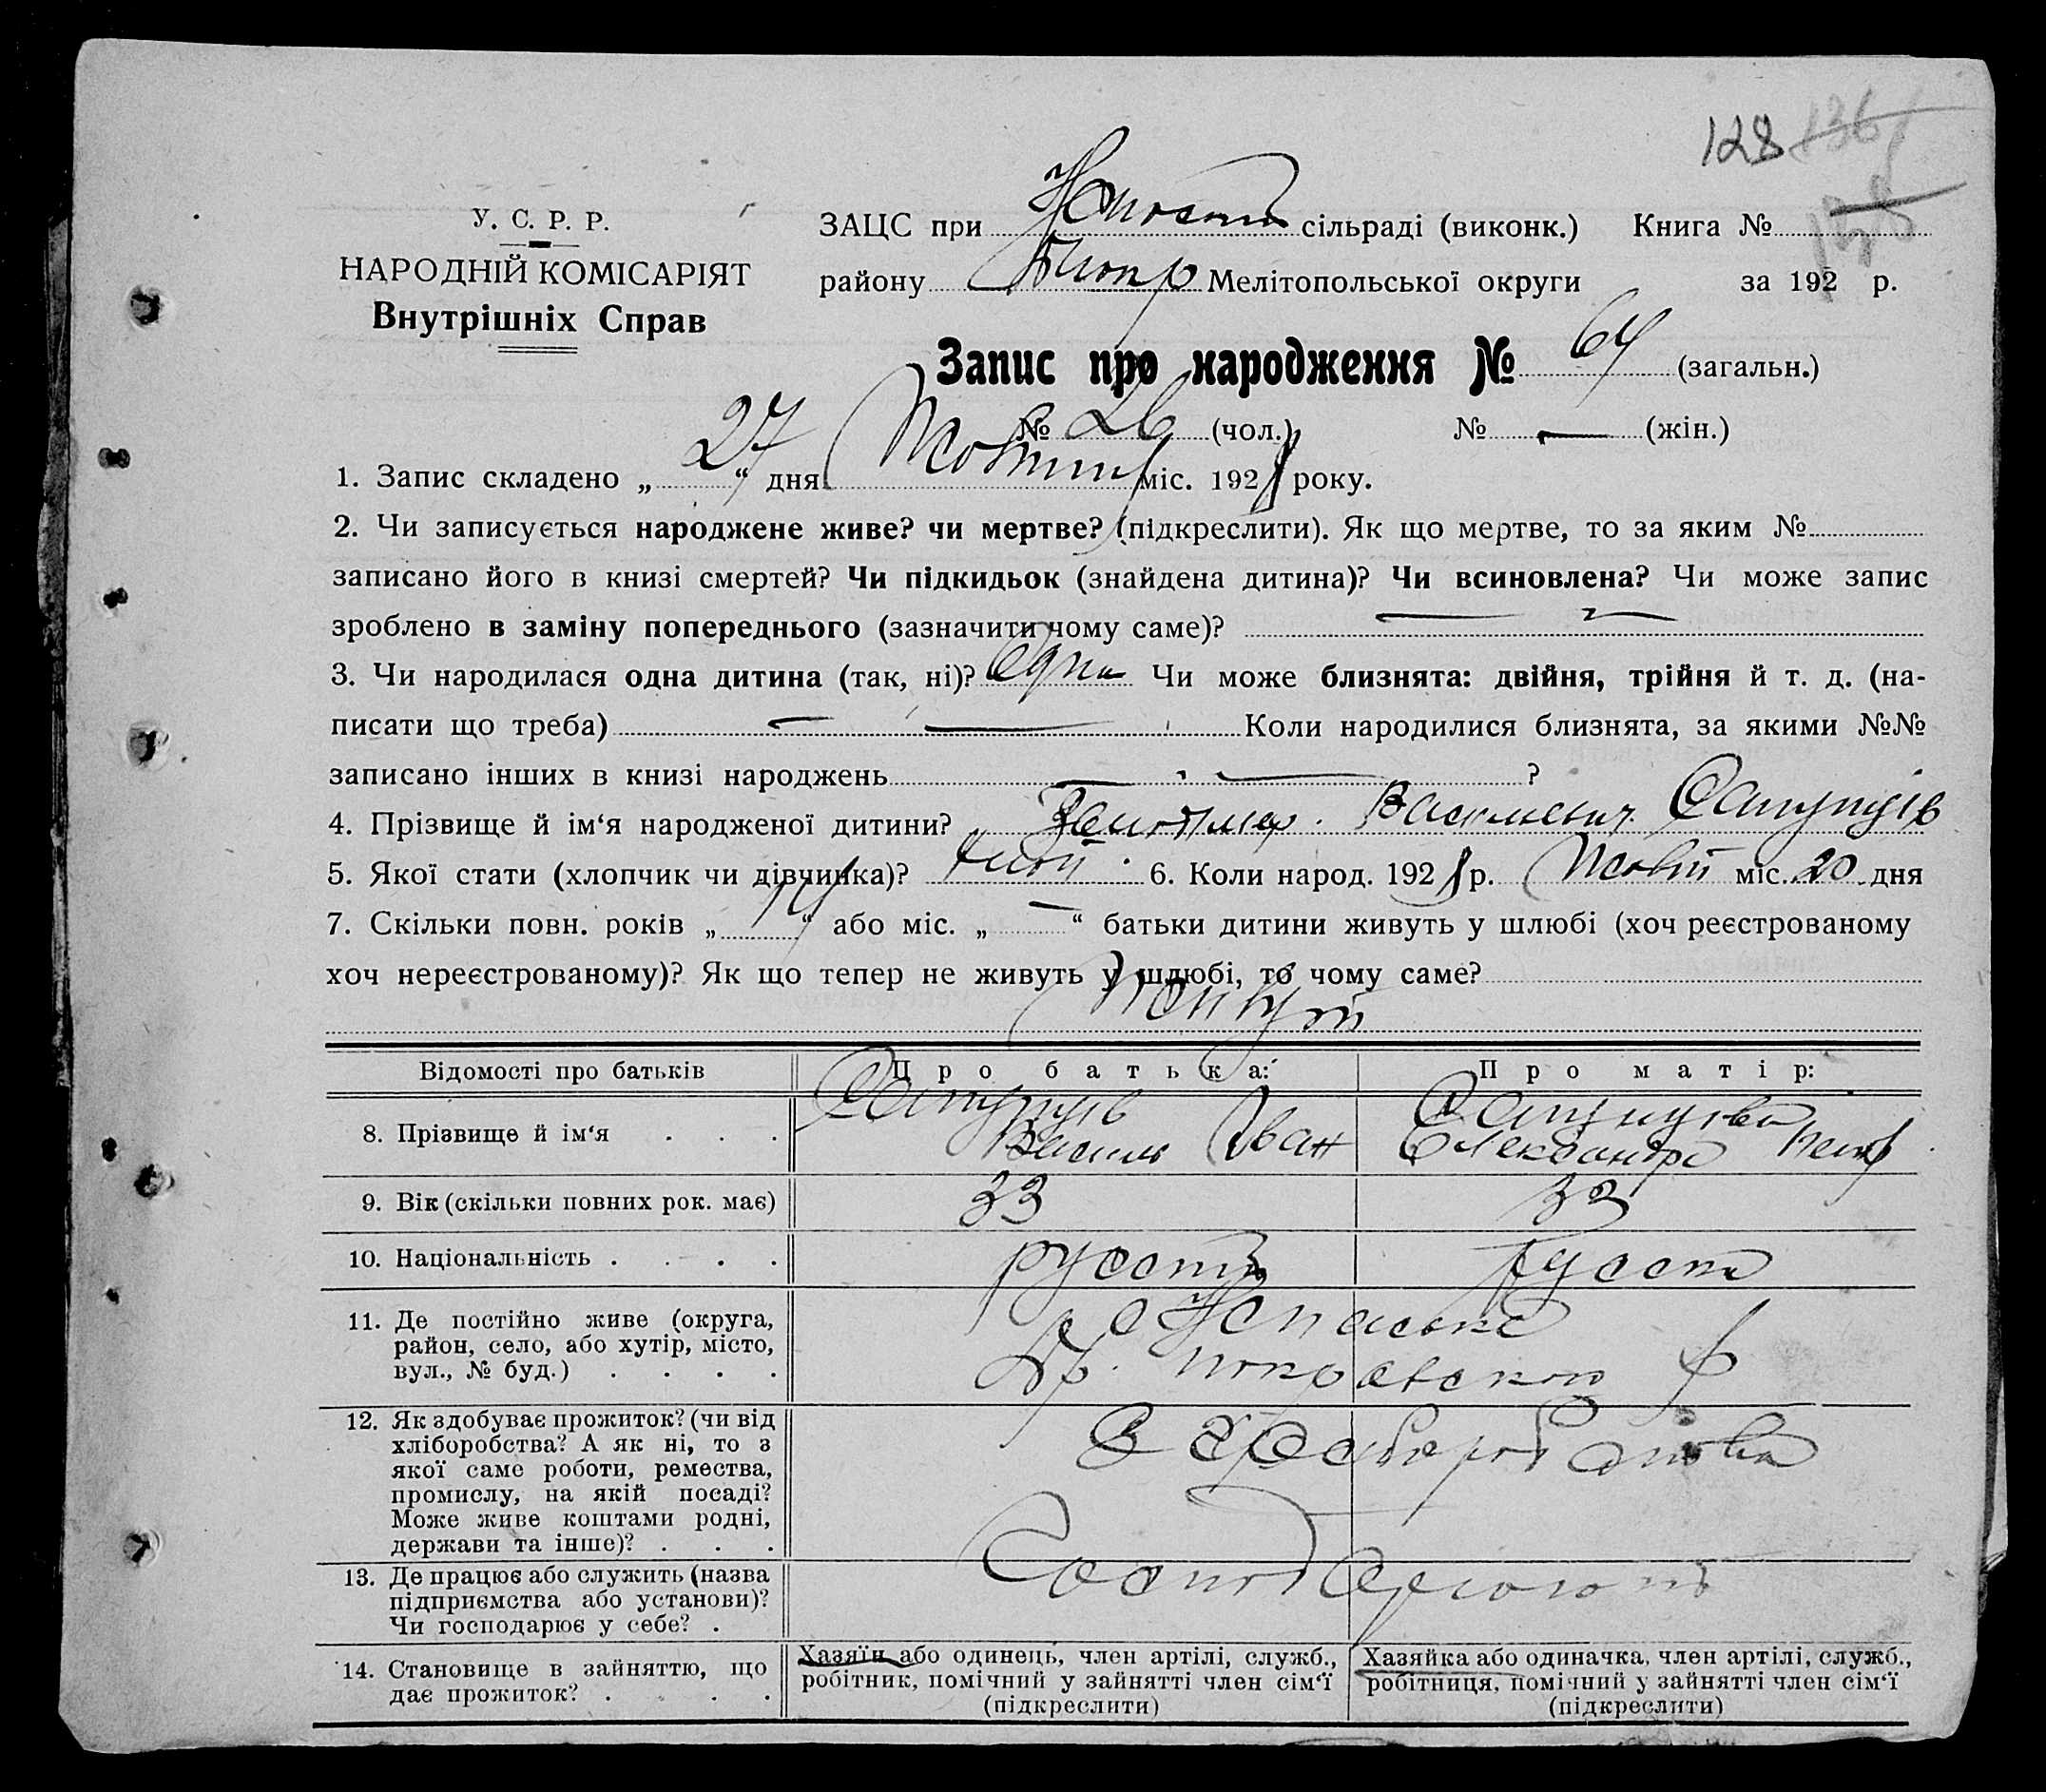 128 136
У. С. Р. Р.
НАРОДНІЙ КОМІСАРІЯТ
Внутрішніх Справ
ЗАЦС при сільраді (виконк.) Книга №
району Мелітопольської округи за 192 р.
Запис про народження № 64 (загальн.)
№ 26 (чол.) № — (жін.)
1. Запис складено „ 27 “ дня міс. 192 року.
2. Чи записується народжене живе? чи мертве? (підкреслити). Як що мертве, то за яким №
записано його в книзі смертей? Чи підкидьок (знайдена дитина)? Чи всиновлена? Чи може запис
зроблено в заміну попереднього (зазначити чому саме)?
3. Чи народилася одна дитина (так, ні)? Одна Чи може близнята: двійня, трійня й т. д. (на-
писати що треба) — Коли народилися близнята, за якими №№
записано інших в книзі народжень — ?
4. Прізвище й ім‘я народженої дитини?
5. Якої стати (хлопчик чи дівчинка)? 6. Коли народ. 192 р. міс. 20 дня
7. Скільки повн. років „ 14 “ або міс. „ — “ батьки дитини живуть у шлюбі (хоч реєстрованому
хоч нереєстрованому)? Як що тепер не живуть у шлюбі, то чому саме?
Живуть
Відомості про батьків Про батька: Про матір:
8. Прізвище й ім‘я . . . Василь Іван Олександра
9. Вік (скільки повних рок. має) 33 33
10. Національність . . . .
11. Де постійно живе (округа,
район, село, або хутір, місто,
вул., № буд.) . . . .
12. Як здобуває прожиток? (чи від
хліборобства? А як ні, то з
якої саме роботи, ремества,
промислу, на якій посаді?
Може живе коштами родні,
держави та інше)? . . .
З хлеборобства
13. Де працює або служить (назва
підприємства або установи)?
Чи господарює у себе? .
14. Становище в зайняттю, що
дає прожиток? . . . .
Хазяїн або одинець, член артілі, служб.,
робітник, помічний у зайнятті член сім‘ї
(підкреслити)
Хазяйка або одиначка, член артілі, служб.,
робітниця, помічний у зайнятті член сім‘ї
(підкреслити)